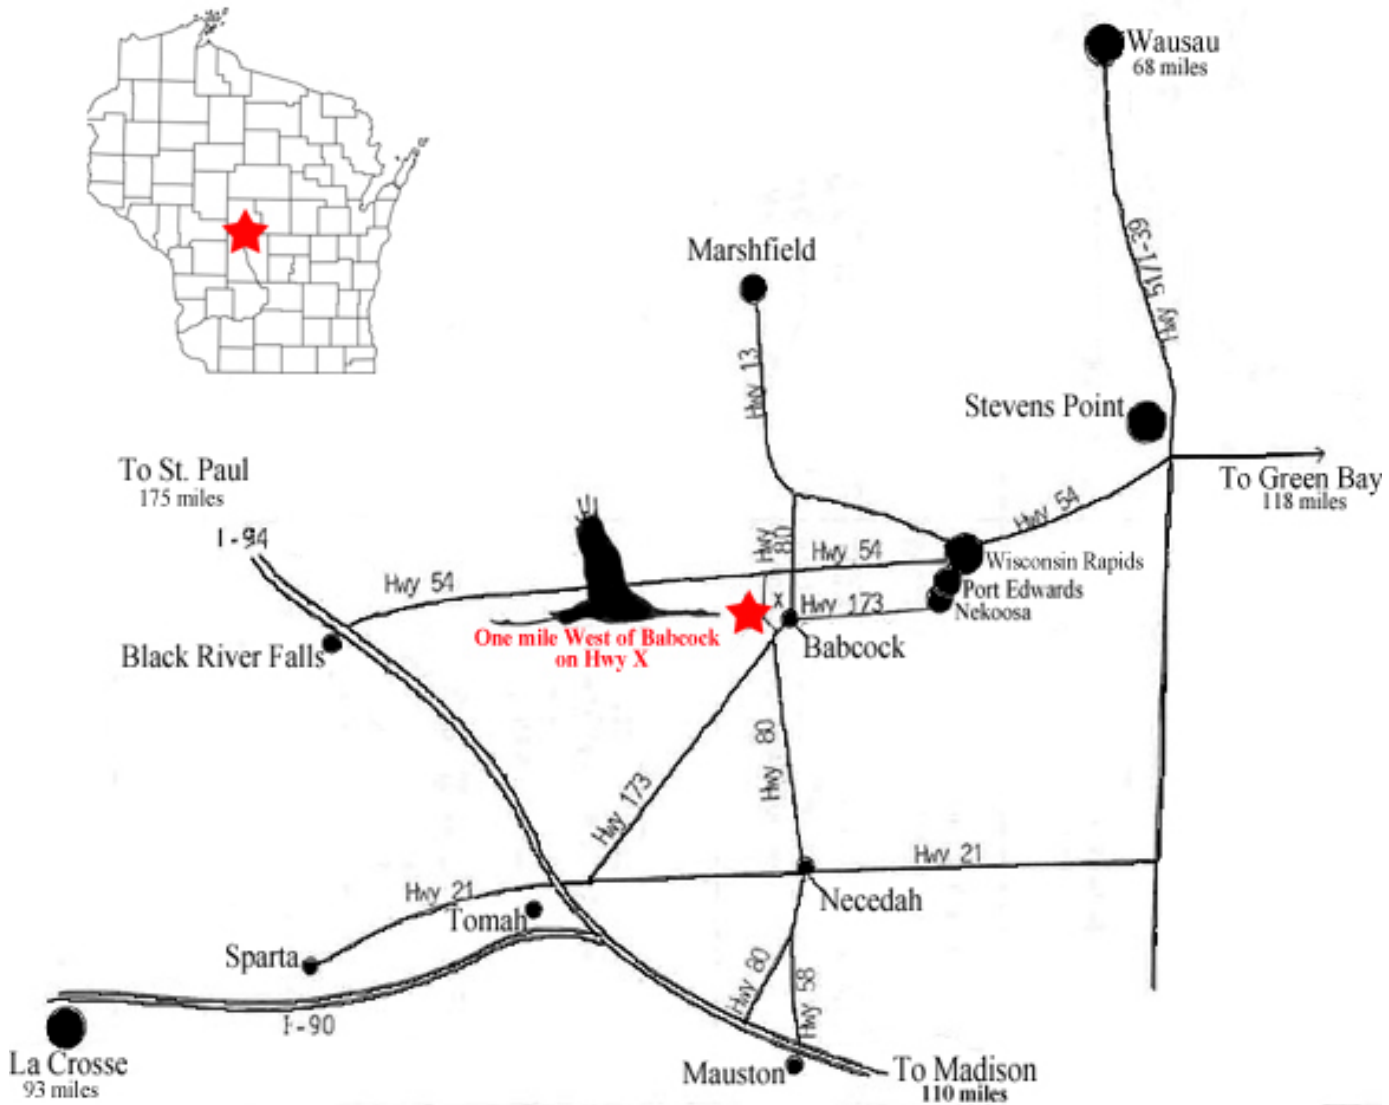 Wausau
68 miles
Hwy 51/I-39
Marshfield
Hwy 13
Stevens Point
To St. Paul
175 miles
To Green Bay
118 miles
I-94
Hwy 54
Hwy 80
Hwy 54
Hwy 54
Wisconsin Rapids
Port Edwards
Nekoosa
X
Hwy 173
One mile West of Babcock
on Hwy X
Babcock
Black River Falls
Hwy 80
Hwy 173
Hwy 21
Hwy 21
Necedah
Tomah
Sparta
Hwy 80
Hwy 58
I-90
La Crosse
93 miles
Mauston
To Madison
110 miles